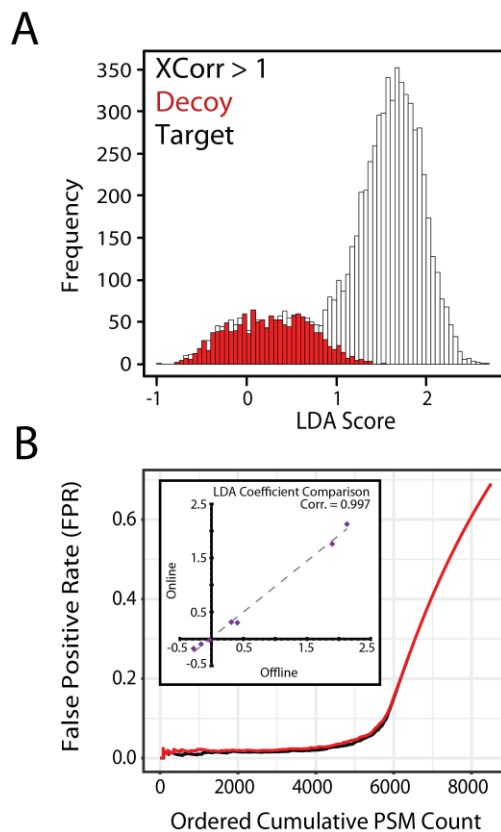 A
XCorr > 1
Decoy
Target
350
300
250
200
150
100
50
0
Frequency
-1 0 1 2
LDA Score
B
LDA Coefficient Comparison
Corr. = 0.997
2.5
1.5
0.5
-0.5
Online
-0.5 0.5 1.5 2.5
Offline
0.6
0.4
0.2
0.0
False Positive Rate (FPR)
0 2000 4000 6000 8000
Ordered Cumulative PSM Count